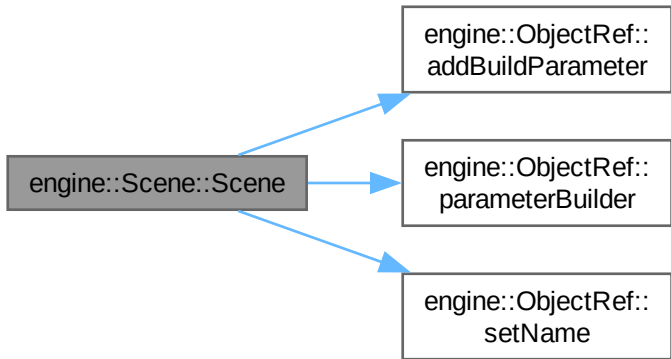 engine::ObjectRef::
addBuildParameter
engine::Scene::Scene
engine::ObjectRef::
parameterBuilder
engine::ObjectRef::
setName